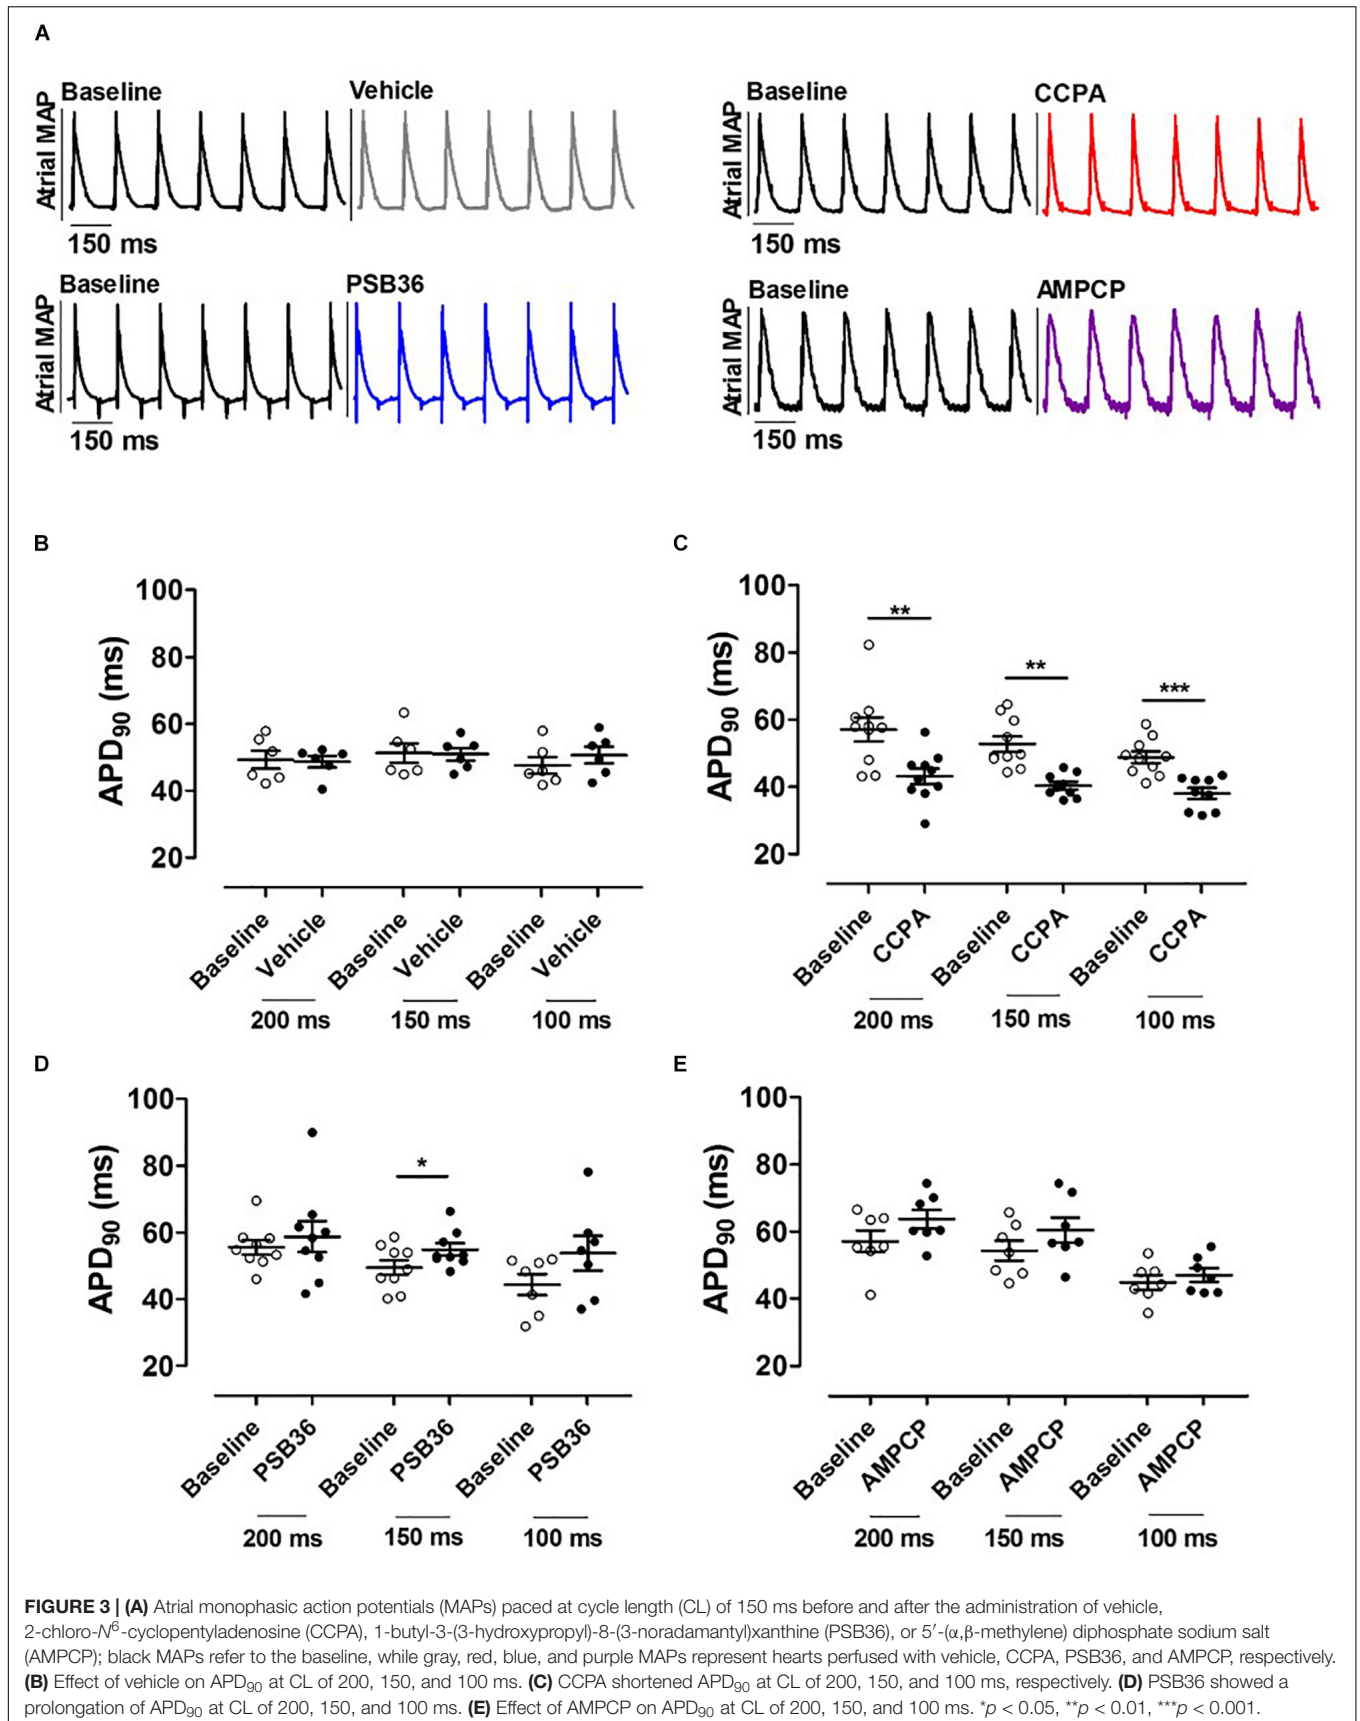 A
Baseline
Vehicle
Atrial MAP
150 ms
Baseline
CCPA
Atrial MAP
150 ms
Baseline
PSB36
Atrial MAP
150 ms
Baseline
AMPCP
Atrial MAP
150 ms
B
APD90 (ms)
100
80
60
40
20
Baseline
Vehicle
Baseline
Vehicle
Baseline
Vehicle
200 ms
150 ms
100 ms
C
APD90 (ms)
100
80
60
40
20
**
**
***
Baseline
CCPA
Baseline
CCPA
Baseline
CCPA
200 ms
150 ms
100 ms
D
APD90 (ms)
100
80
60
40
20
*
Baseline
PSB36
Baseline
PSB36
Baseline
PSB36
200 ms
150 ms
100 ms
E
APD90 (ms)
100
80
60
40
20
Baseline
AMPCP
Baseline
AMPCP
Baseline
AMPCP
200 ms
150 ms
100 ms
FIGURE 3 | (A) Atrial monophasic action potentials (MAPs) paced at cycle length (CL) of 150 ms before and after the administration of vehicle,
2-chloro-N6-cyclopentyladenosine (CCPA), 1-butyl-3-(3-hydroxypropyl)-8-(3-noradamantyl)xanthine (PSB36), or 5′-(α,β-methylene) diphosphate sodium salt
(AMPCP); black MAPs refer to the baseline, while gray, red, blue, and purple MAPs represent hearts perfused with vehicle, CCPA, PSB36, and AMPCP, respectively.
(B) Effect of vehicle on APD90 at CL of 200, 150, and 100 ms. (C) CCPA shortened APD90 at CL of 200, 150, and 100 ms, respectively. (D) PSB36 showed a
prolongation of APD90 at CL of 200, 150, and 100 ms. (E) Effect of AMPCP on APD90 at CL of 200, 150, and 100 ms. *p < 0.05, **p < 0.01, ***p < 0.001.